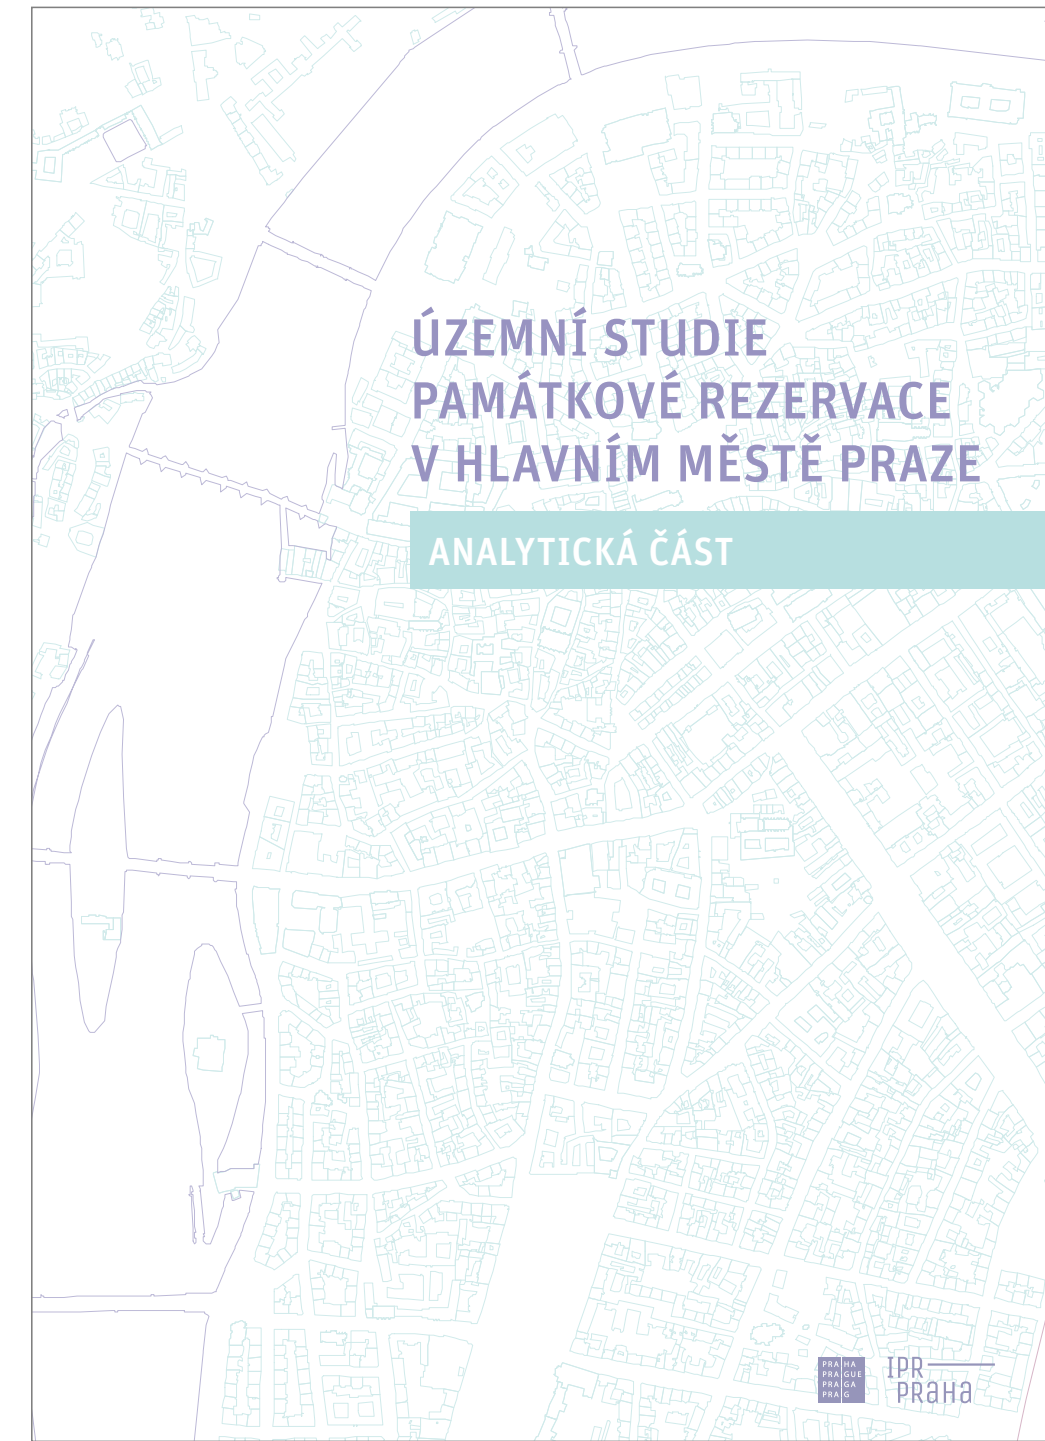 ÚZEMNÍ STUDIE
PAMÁTKOVÉ REZERVACE
V HLAVNÍM MĚSTĚ PRAZE
ANALYTICKÁ ČÁST
PRA HA
PRA GUE
PRA GA
PRA G
IPR
PRAHA